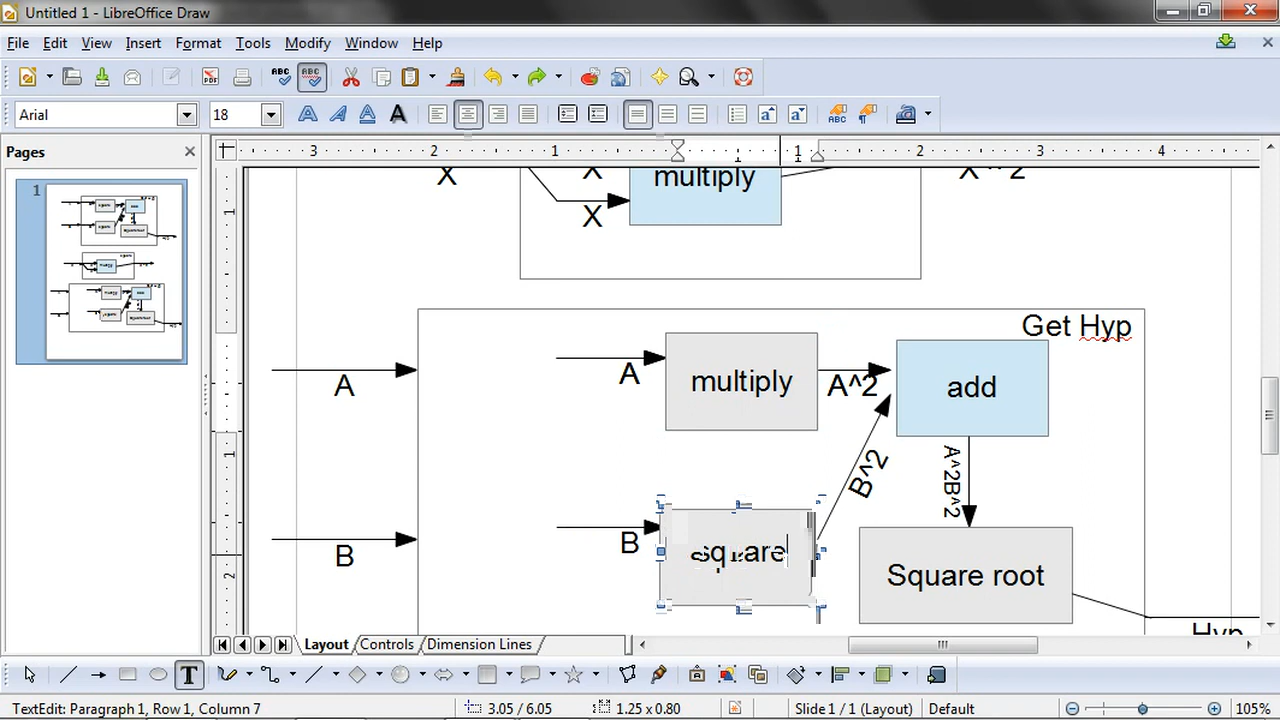 Untitled 1 - LibreOffice Draw
File Edit View Insert Format Tools Modify Window Help
Arial 18
Pages
1
3 2 1 1 2 3 4
X X multiply X^2
X
Get Hyp
A A multiply A^2 add
B^2 A^2B^2
B B square Square root
Hyp
1
2
Layout Controls Dimension Lines
TextEdit: Paragraph 1, Row 1, Column 7 3.05 / 6.05 1.25 x 0.80 Slide 1 / 1 (Layout) Default 105%